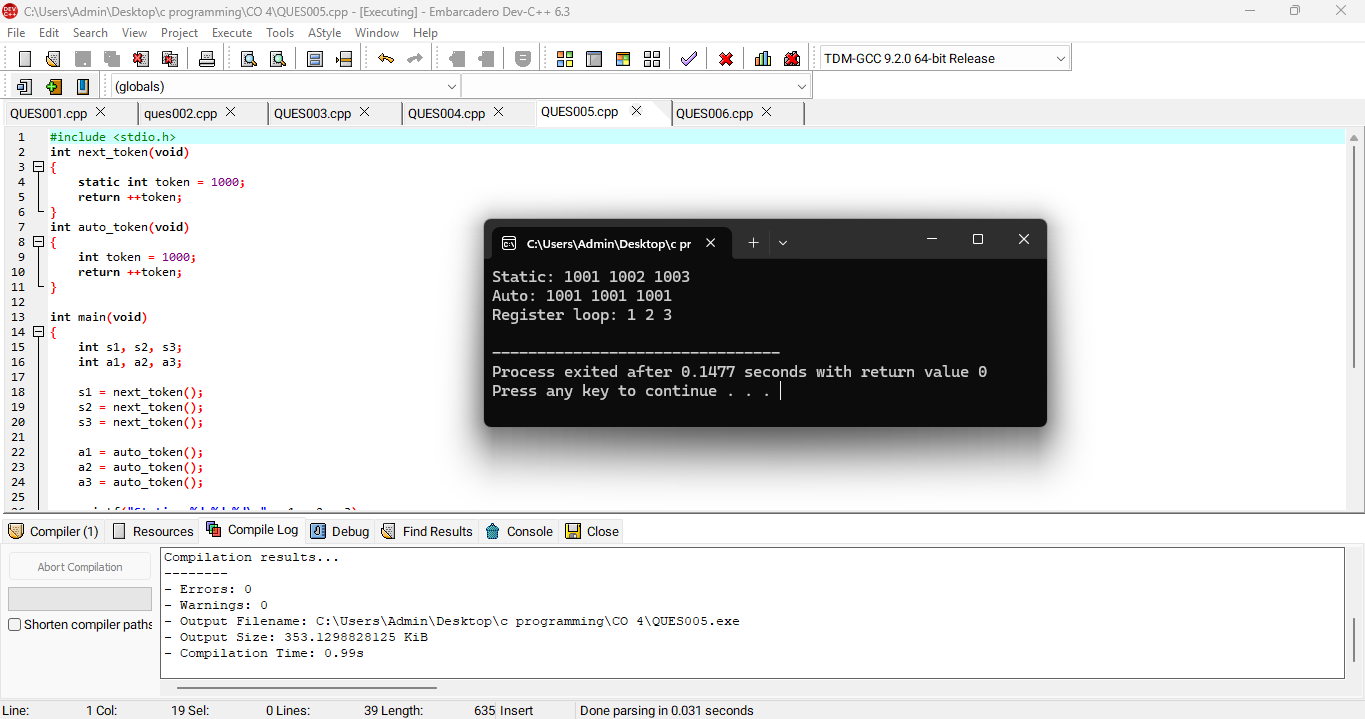 C:\Users\Admin\Desktop\c programming\CO 4\QUES005.cpp - [Executing] - Embarcadero Dev-C++ 6.3
File Edit Search View Project Execute Tools AStyle Window Help
TDM-GCC 9.2.0 64-bit Release
(globals)
QUES001.cpp ques002.cpp QUES003.cpp QUES004.cpp QUES005.cpp QUES006.cpp
1 #include <stdio.h>
2 int next_token(void)
3 {
4 static int token = 1000;
5 return ++token;
6 }
7 int auto_token(void)
8 {
9 int token = 1000;
10 return ++token;
11 }
12
13 int main(void)
14 {
15 int s1, s2, s3;
16 int a1, a2, a3;
17
18 s1 = next_token();
19 s2 = next_token();
20 s3 = next_token();
21
22 a1 = auto_token();
23 a2 = auto_token();
24 a3 = auto_token();
25
C:\Users\Admin\Desktop\c pr
Static: 1001 1002 1003
Auto: 1001 1001 1001
Register loop: 1 2 3
--------------------------------
Process exited after 0.1477 seconds with return value 0
Press any key to continue . . .
Compiler (1) Resources Compile Log Debug Find Results Console Close
Abort Compilation
Shorten compiler paths
Compilation results...
--------
- Errors: 0
- Warnings: 0
- Output Filename: C:\Users\Admin\Desktop\c programming\CO 4\QUES005.exe
- Output Size: 353.1298828125 KiB
- Compilation Time: 0.99s
Line: 1 Col: 19 Sel: 0 Lines: 39 Length: 635 Insert Done parsing in 0.031 seconds